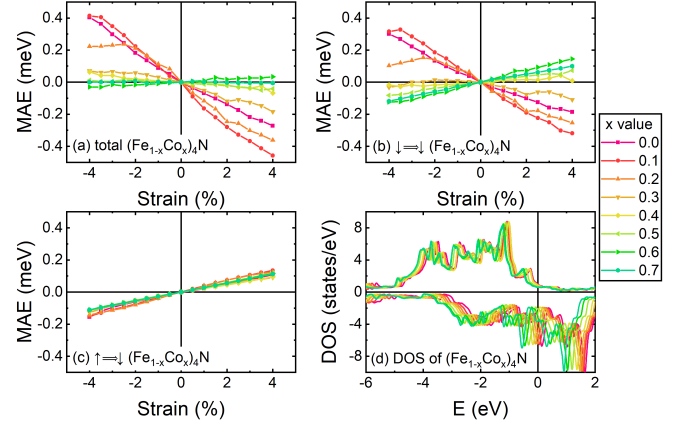 0.4
0.2
0.0
-0.2
-0.4
MAE (meV)
(a) total (Fe1-xCox)4N
-4 -2 0 2 4
Strain (%)
0.4
0.2
0.0
-0.2
-0.4
MAE (meV)
(b) ↓⟹↓ (Fe1-xCox)4N
-4 -2 0 2 4
Strain (%)
x value
0.0
0.1
0.2
0.3
0.4
0.5
0.6
0.7
0.4
0.2
0.0
-0.2
-0.4
MAE (meV)
(c) ↑⟹↓ (Fe1-xCox)4N
-4 -2 0 2 4
Strain (%)
8
4
0
-4
-8
DOS (states/eV)
(d) DOS of (Fe1-xCox)4N
-6 -4 -2 0 2
E (eV)